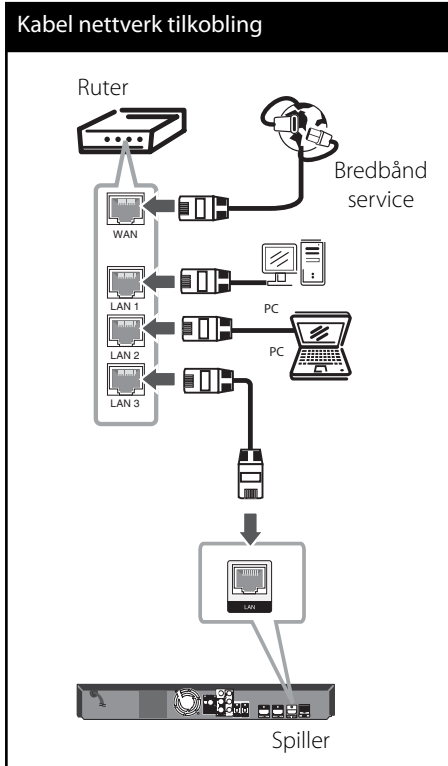 Kabel nettverk tilkobling
Ruter
Bredbånd
service
WAN
LAN 1
PC
LAN 2
PC
LAN 3
LAN
Spiller